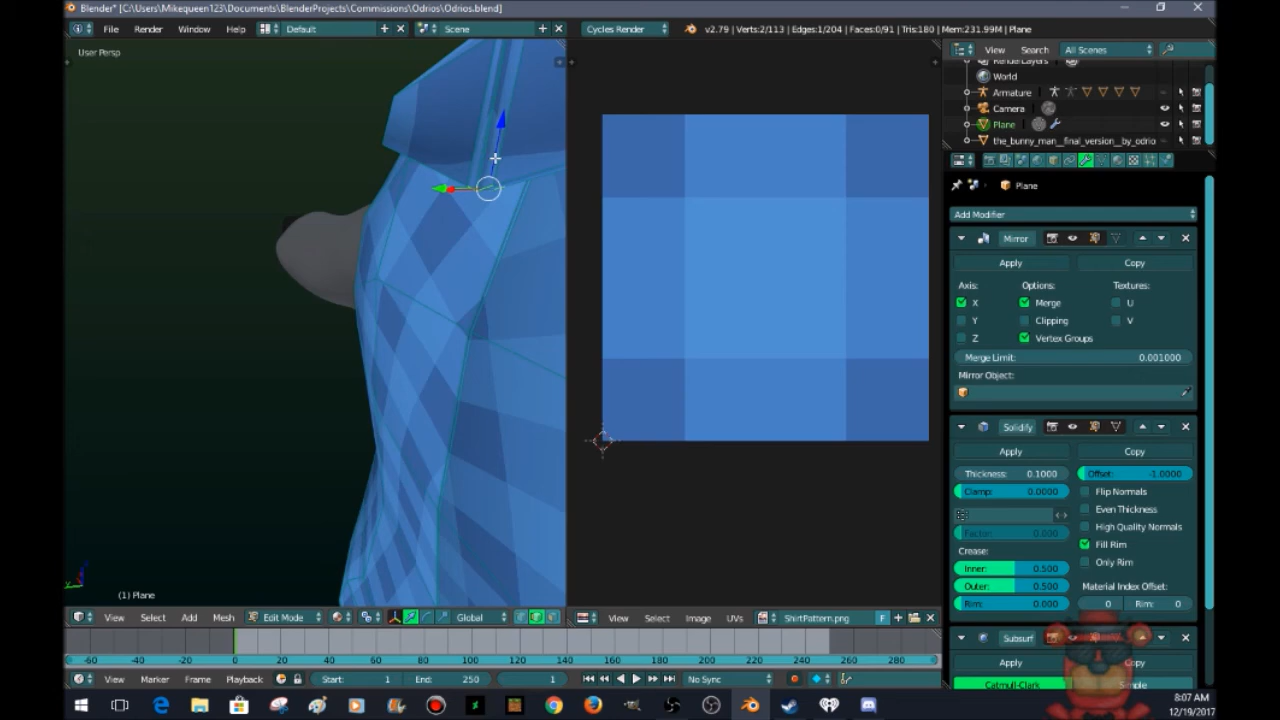 Blender* [C:\Users\Mikequeen123\Documents\BlenderProjects\Commissions\Odrios\Odrios.blend]
File Render Window Help Default Scene Cycles Render v2.79 | Verts:2/113 | Edges:1/204 | Faces:0/91 | Tris:180 | Mem:231.99M | Plane
User Persp
View Search All Scenes
RenderLayers
World
Armature
Camera
Plane
the_bunny_man__final_version__by_odrio
Plane
Add Modifier
Mirror
Apply Copy
Axis: Options: Textures:
X Merge U
Y Clipping V
Z Vertex Groups
Merge Limit: 0.001000
Mirror Object:
Solidify
Apply Copy
Thickness: 0.1000 Offset: -1.0000
Clamp: 0.0000 Flip Normals
Even Thickness
High Quality Normals
Factor: 0.000
Crease: Fill Rim
Only Rim
Inner: 0.500
Outer: 0.500 Material Index Offset:
Rim: 0.000 0 Rim: 0
Subsurf
Apply Copy
Catmull-Clark Simple
(1) Plane
View Select Add Mesh Edit Mode Global View Select Image UVs ShirtPattern.png F
-60 -40 -20 0 20 40 60 80 100 120 140 160 180 200 220 240 260 280
View Marker Frame Playback Start: 1 End: 250 1 No Sync
8:07 AM
12/19/2017